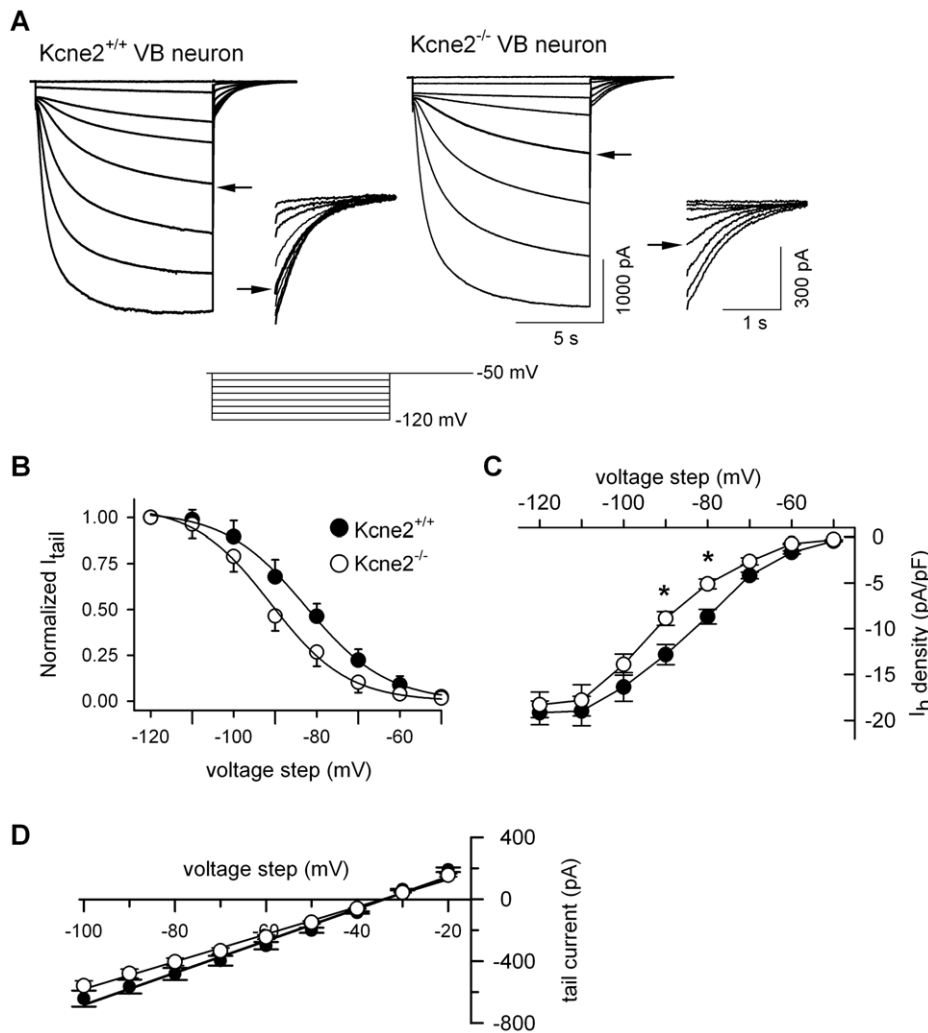 A
Kcne2+/+ VB neuron
Kcne2-/- VB neuron
1000 pA
5 s
300 pA
1 s
-50 mV
-120 mV
B
Normalized Itail
1.00
0.75
0.50
0.25
0.00
Kcne2+/+
Kcne2-/-
-120 -100 -80 -60
voltage step (mV)
C
voltage step (mV)
-120 -100 -80 -60
* *
0
-5
-10
-15
-20
Ih density (pA/pF)
D
voltage step (mV)
-100 -80 -60 -40 -20
400
0
-400
-800
tail current (pA)